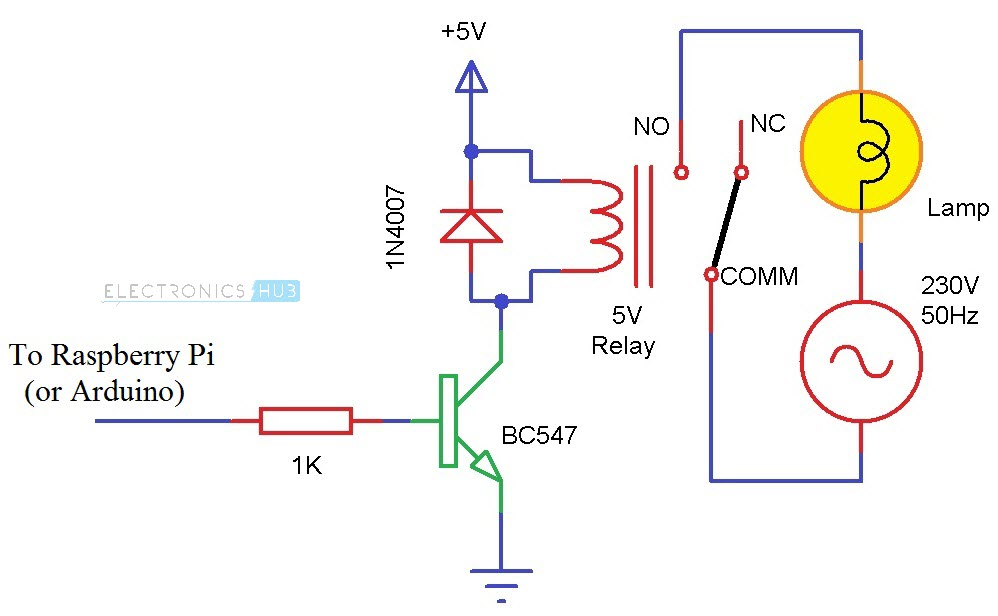 +5V
NO
NC
1N4007
Lamp
COMM
ELECTRONICS HUB
230V
50Hz
5V
Relay
To Raspberry Pi
(or Arduino)
BC547
1K